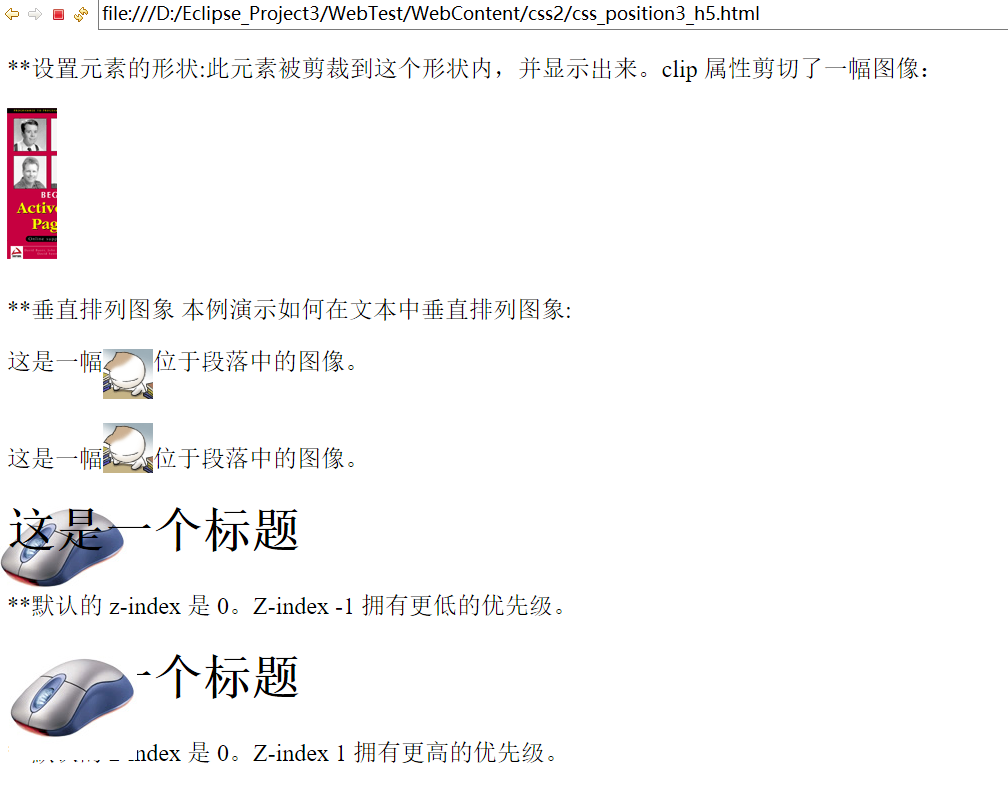 file:///D:/Eclipse_Project3/WebTest/WebContent/css2/css_position3_h5.html
**设置元素的形状:此元素被剪裁到这个形状内，并显示出来。clip 属性剪切了一幅图像：
BEG
Active
Pag
**垂直排列图象 本例演示如何在文本中垂直排列图象:
这是一幅位于段落中的图像。
这是一幅位于段落中的图像。
这是一个标题
**默认的 z-index 是 0。Z-index -1 拥有更低的优先级。
一个标题
index 是 0。Z-index 1 拥有更高的优先级。